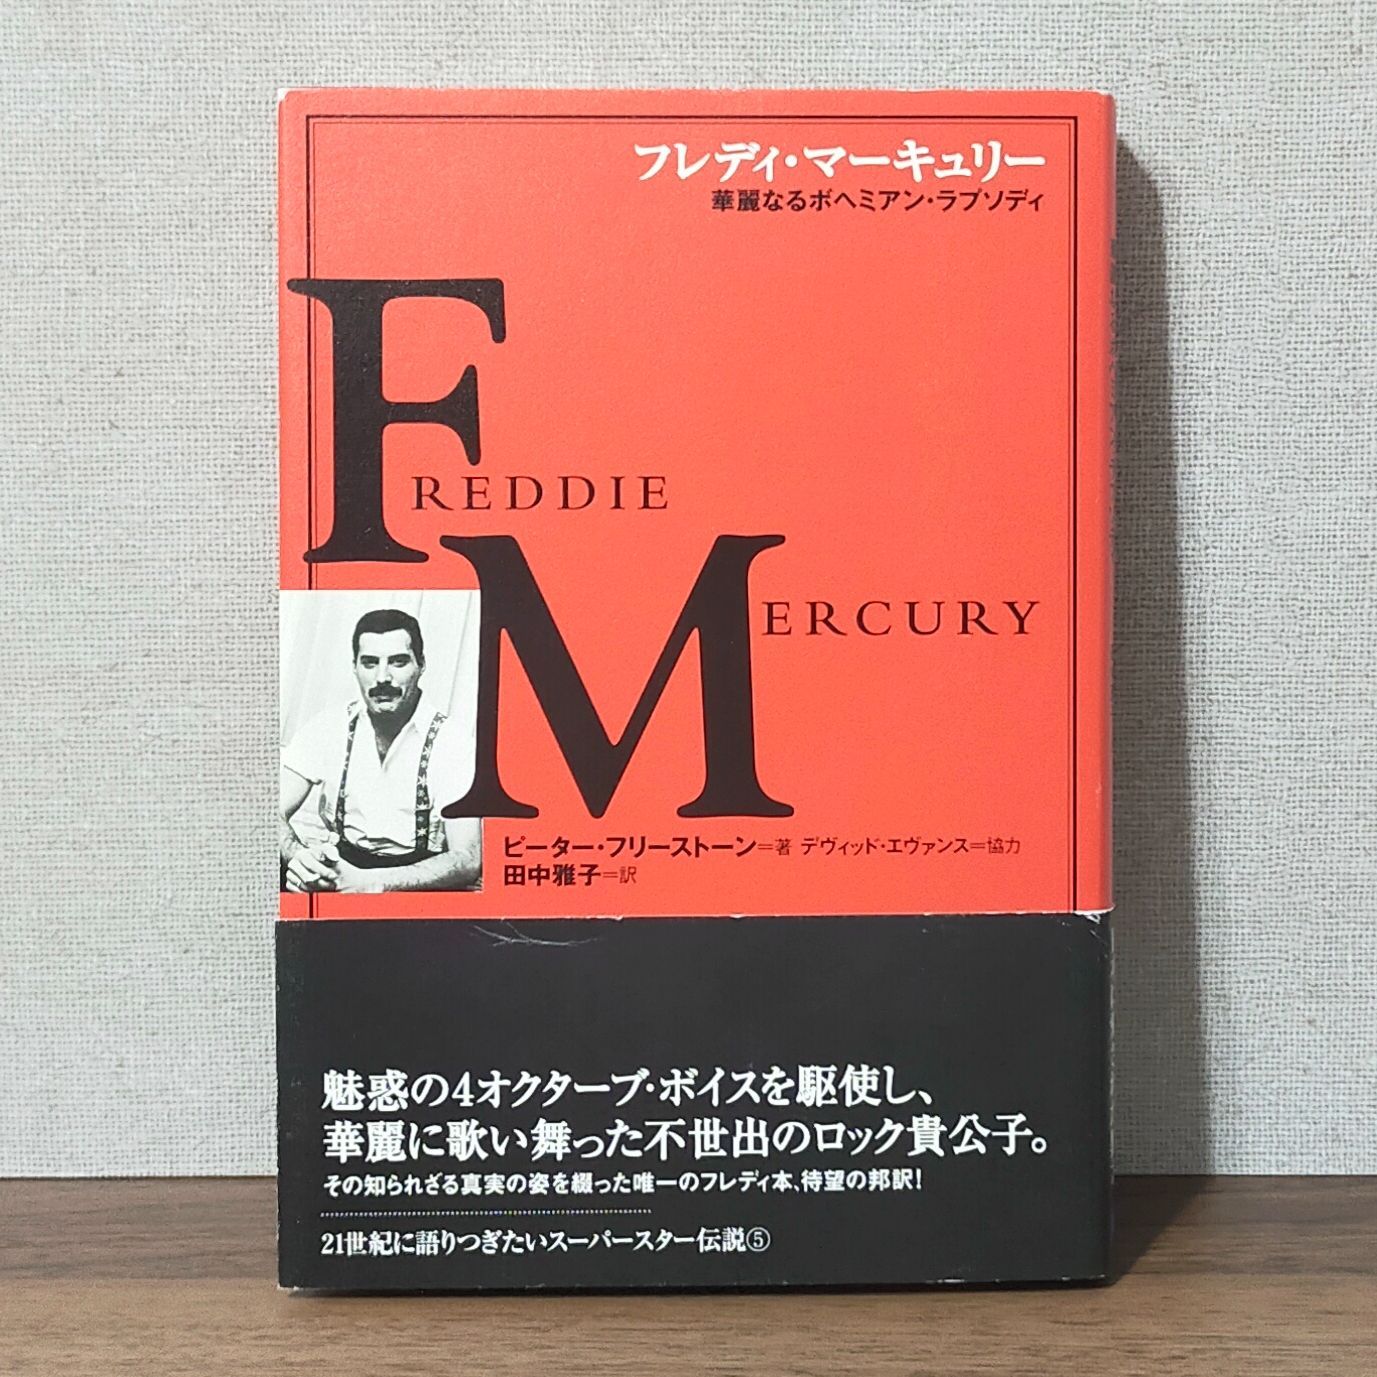 フレディ・マーキュリー
華麗なるボヘミアン・ラプソディ
FREDDIE
MERCURY
ピーター・フリーストーン=著 デヴィッド・エヴァンス=協力
田中雅子=訳
魅惑の4オクターブ・ボイスを駆使し、
華麗に歌い舞った不世出のロック貴公子。
その知られざる真実の姿を綴った唯一のフレディ本、待望の邦訳!
21世紀に語りつぎたいスーパースター伝説⑤